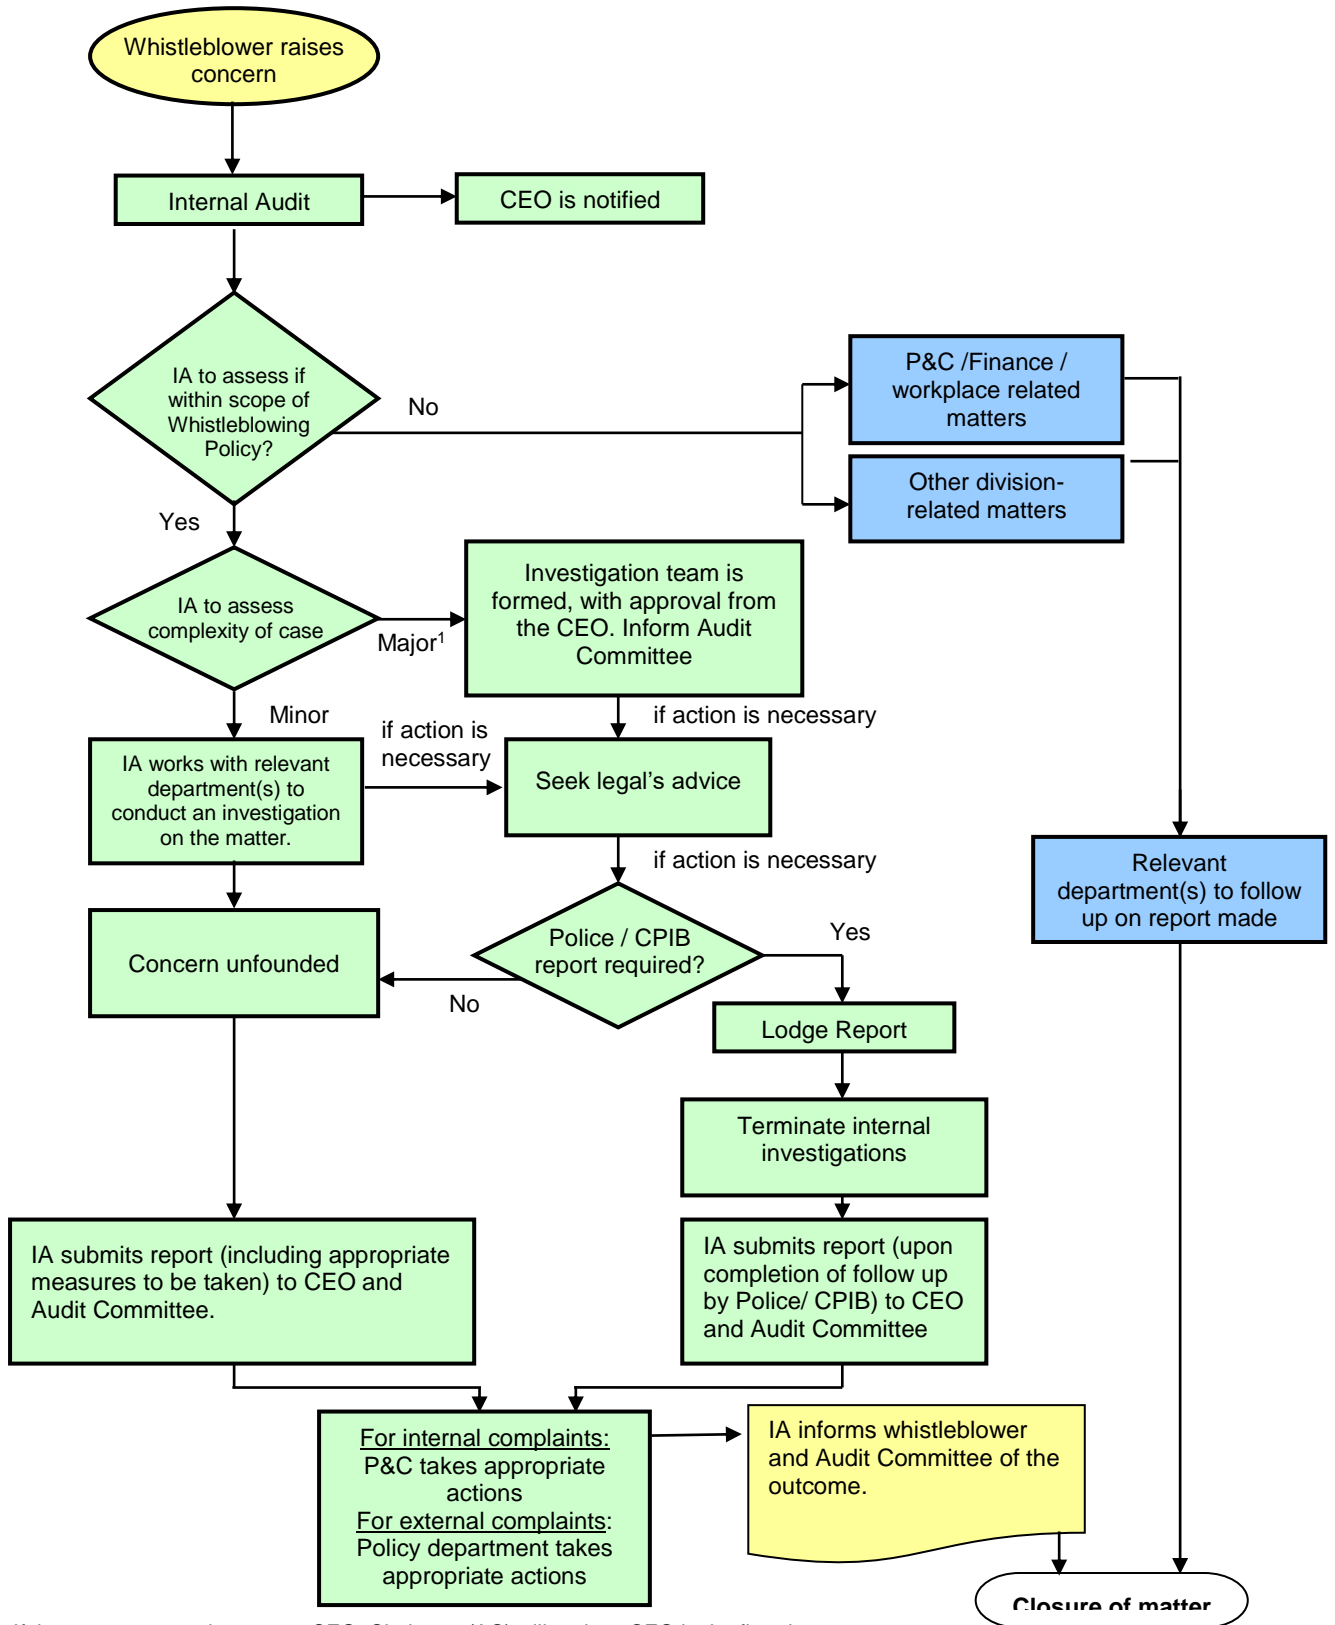 Whistleblower raises
concern
Internal Audit
CEO is notified
IA to assess if
within scope of
Whistleblowing
Policy?
No
P&C /Finance /
workplace related
matters
Other division-
related matters
Yes
IA to assess
complexity of case
Major1
Investigation team is
formed, with approval from
the CEO. Inform Audit
Committee
Minor
if action is
necessary
if action is necessary
IA works with relevant
department(s) to
conduct an investigation
on the matter.
Seek legal's advice
if action is necessary
Relevant
department(s) to follow
up on report made
Concern unfounded
Police / CPIB
report required?
Yes
No
Lodge Report
Terminate internal
investigations
IA submits report (including appropriate
measures to be taken) to CEO and
Audit Committee.
IA submits report (upon
completion of follow up
by Police/ CPIB) to CEO
and Audit Committee
For internal complaints:
P&C takes appropriate
actions
For external complaints:
Policy department takes
appropriate actions
IA informs whistleblower
and Audit Committee of the
outcome.
Closure of matter